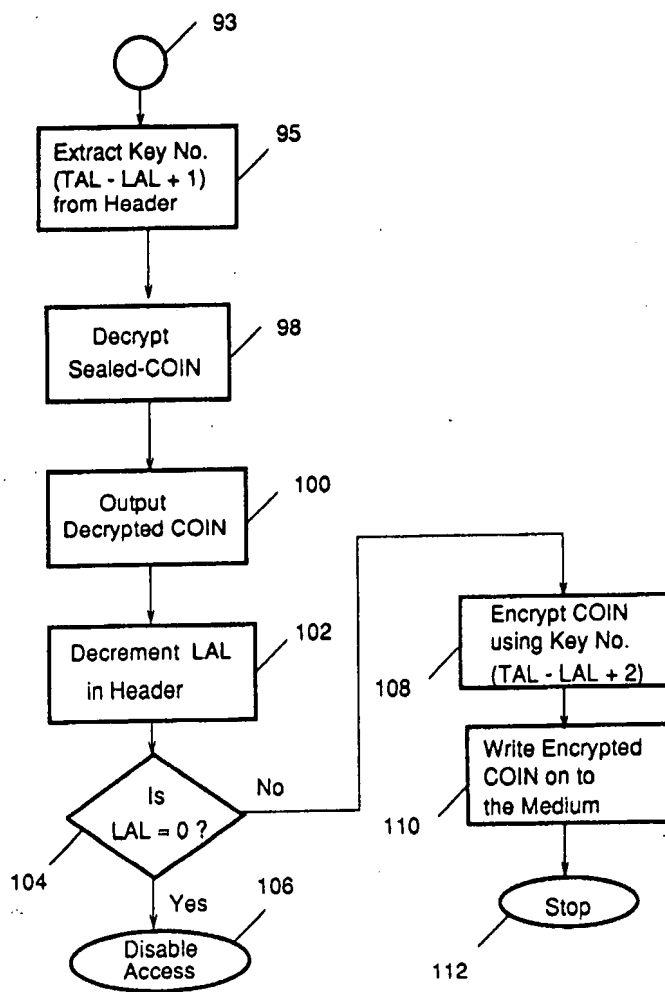 93
95
Extract Key No.
(TAL - LAL + 1)
from Header
98
Decrypt
Sealed-COIN
100
Output
Decrypted COIN
102
Decrement LAL
in Header
Is
LAL = 0 ?
No
104
Yes
106
Disable
Access
Encrypt COIN
using Key No.
(TAL - LAL + 2)
108
Write Encrypted
COIN on to
the Medium
110
Stop
112